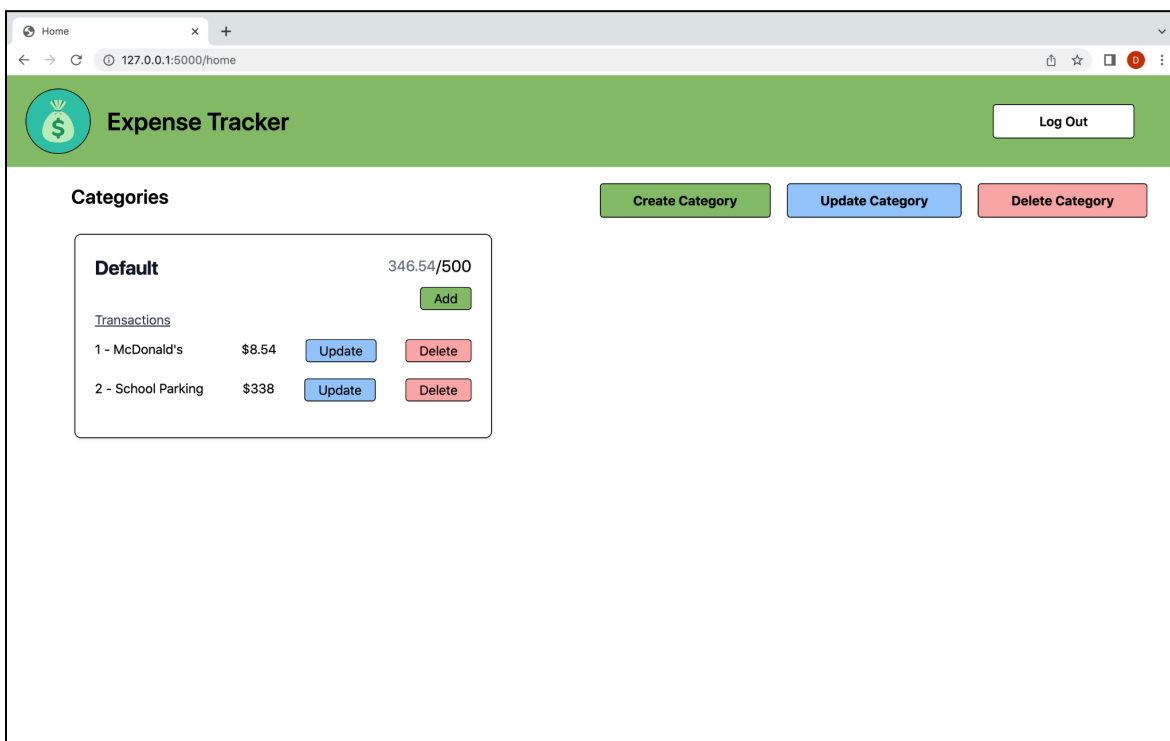 Home
127.0.0.1:5000/home
D
$
Expense Tracker
Log Out
Categories
Create Category
Update Category
Delete Category
Default
346.54/500
Add
Transactions
1 - McDonald's $8.54 Update Delete
2 - School Parking $338 Update Delete